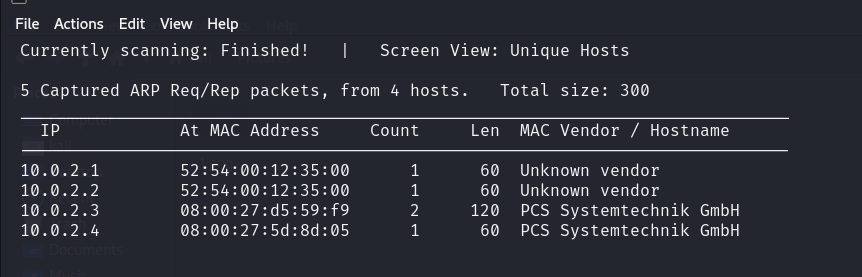 File Actions Edit View Help
Currently scanning: Finished! | Screen View: Unique Hosts
5 Captured ARP Req/Rep packets, from 4 hosts. Total size: 300
IP At MAC Address Count Len MAC Vendor / Hostname
10.0.2.1 52:54:00:12:35:00 1 60 Unknown vendor
10.0.2.2 52:54:00:12:35:00 1 60 Unknown vendor
10.0.2.3 08:00:27:d5:59:f9 2 120 PCS Systemtechnik GmbH
10.0.2.4 08:00:27:5d:8d:05 1 60 PCS Systemtechnik GmbH
Documents